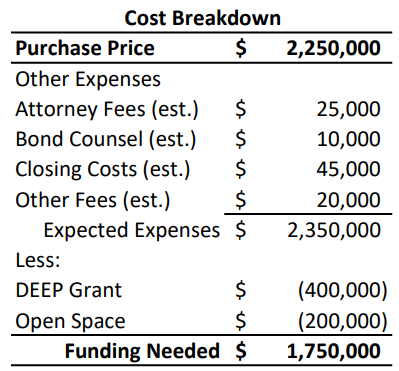 Cost Breakdown
Purchase Price $ 2,250,000
Other Expenses
Attorney Fees (est.) $ 25,000
Bond Counsel (est.) $ 10,000
Closing Costs (est.) $ 45,000
Other Fees (est.) $ 20,000
Expected Expenses $ 2,350,000
Less:
DEEP Grant $ (400,000)
Open Space $ (200,000)
Funding Needed $ 1,750,000